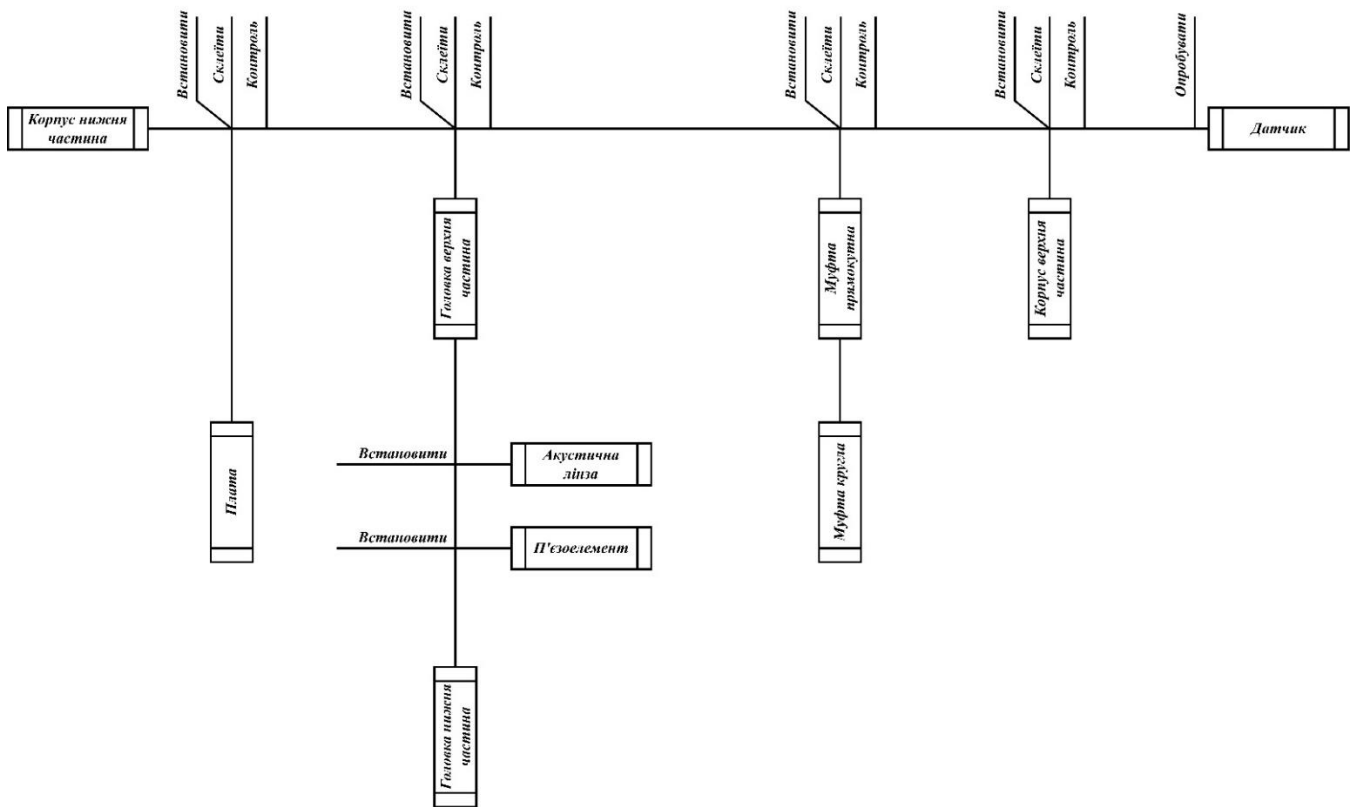 Встановити
Склеїти
Контроль
Встановити
Склеїти
Контроль
Встановити
Склеїти
Контроль
Встановити
Склеїти
Контроль
Опробувати
Корпус нижня
частина
Датчик
Головка верхня
частина
Муфта
прямокутна
Корпус верхня
частина
Плата
Встановити
Акустична
лінза
Муфта кругла
Встановити
П'єзоелемент
Головка нижня
частина